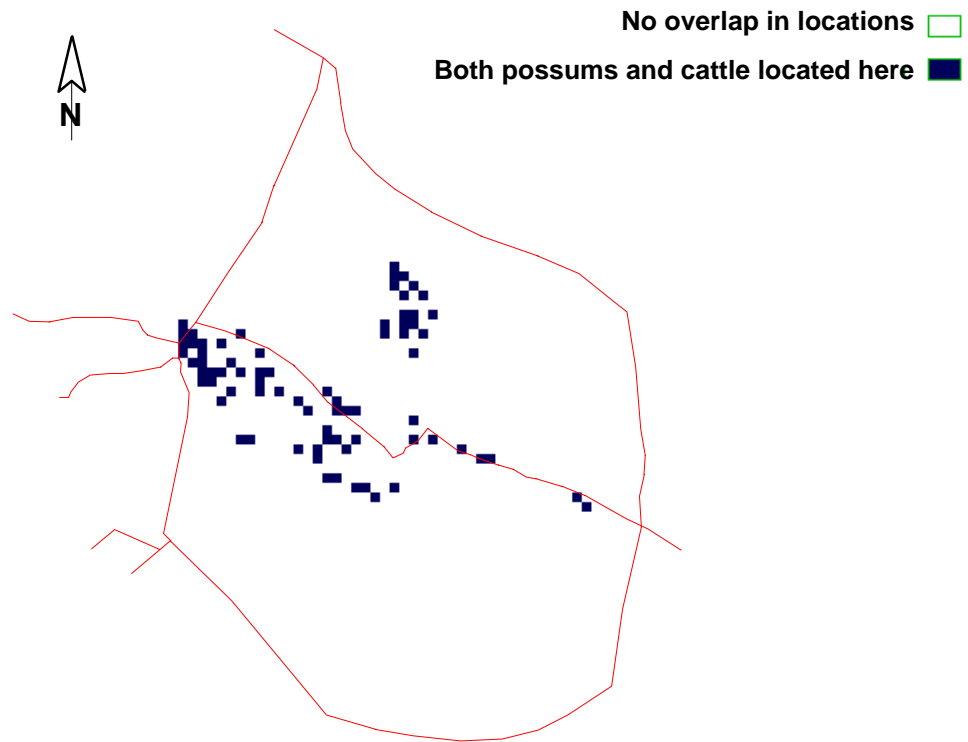 No overlap in locations
Both possums and cattle located here
N